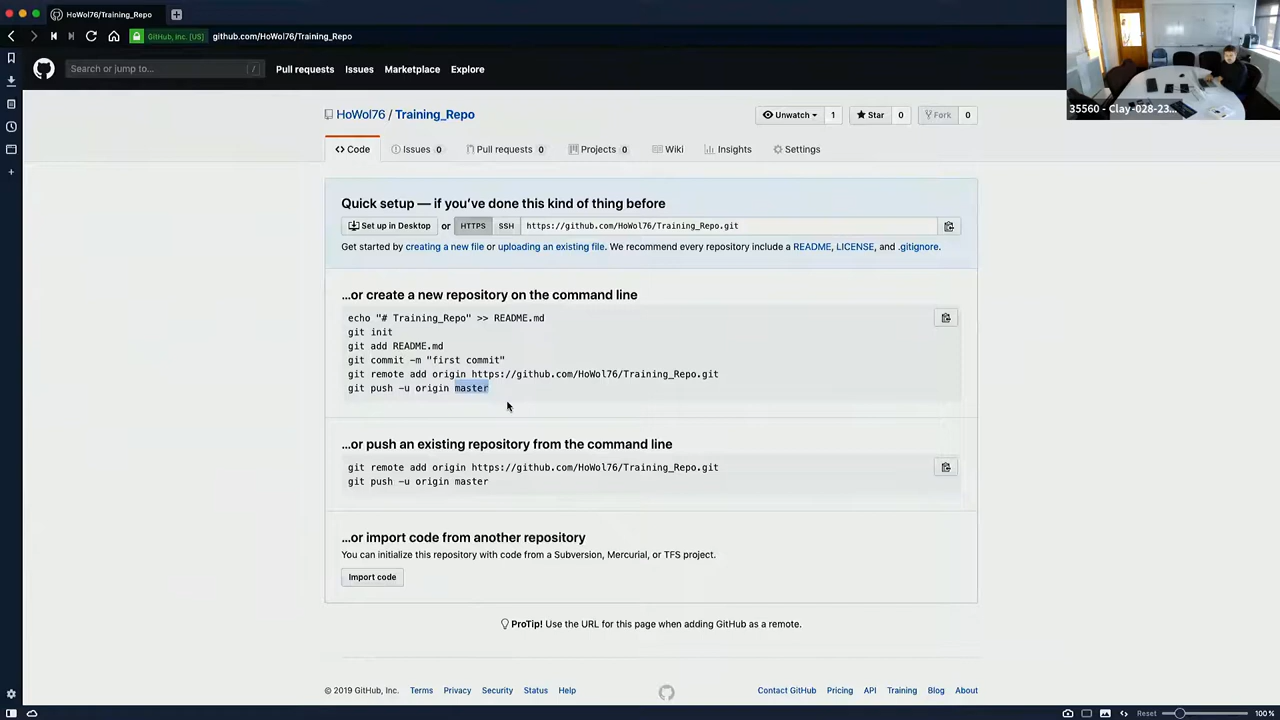 HoWol76/Training_Repo
GitHub, Inc. [US]
github.com/HoWol76/Training_Repo
Search or jump to...
/
Pull requests
Issues
Marketplace
Explore
35560 - Clay-028-23...
HoWol76 / Training_Repo
Unwatch
1
Star
0
Fork
0
Code
Issues 0
Pull requests 0
Projects 0
Wiki
Insights
Settings
Quick setup — if you've done this kind of thing before
Set up in Desktop
or
HTTPS
SSH
https://github.com/HoWol76/Training_Repo.git
Get started by creating a new file or uploading an existing file. We recommend every repository include a README, LICENSE, and .gitignore.
...or create a new repository on the command line
echo "# Training_Repo" >> README.md
git init
git add README.md
git commit -m "first commit"
git remote add origin https://github.com/HoWol76/Training_Repo.git
git push -u origin master
...or push an existing repository from the command line
git remote add origin https://github.com/HoWol76/Training_Repo.git
git push -u origin master
...or import code from another repository
You can initialize this repository with code from a Subversion, Mercurial, or TFS project.
Import code
ProTip! Use the URL for this page when adding GitHub as a remote.
© 2019 GitHub, Inc.
Terms
Privacy
Security
Status
Help
Contact GitHub
Pricing
API
Training
Blog
About
Reset
100 %